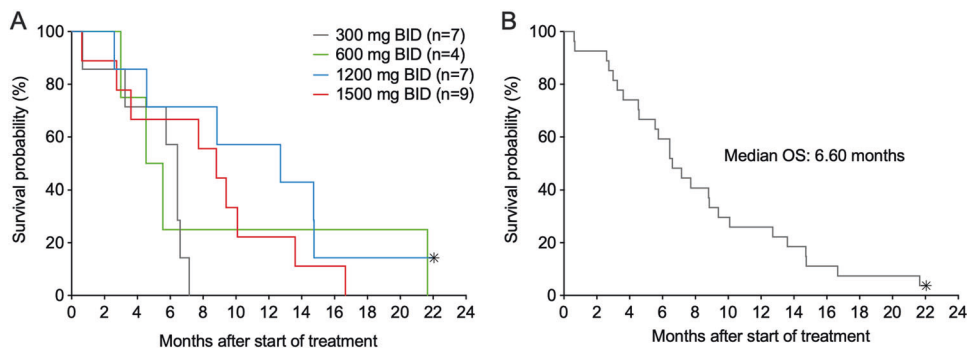 A
300 mg BID (n=7)
600 mg BID (n=4)
1200 mg BID (n=7)
1500 mg BID (n=9)
Survival probability (%)
100
80
60
40
20
0
0 2 4 6 8 10 12 14 16 18 20 22 24
Months after start of treatment
B
Median OS: 6.60 months
Survival probability (%)
100
80
60
40
20
0
0 2 4 6 8 10 12 14 16 18 20 22 24
Months after start of treatment